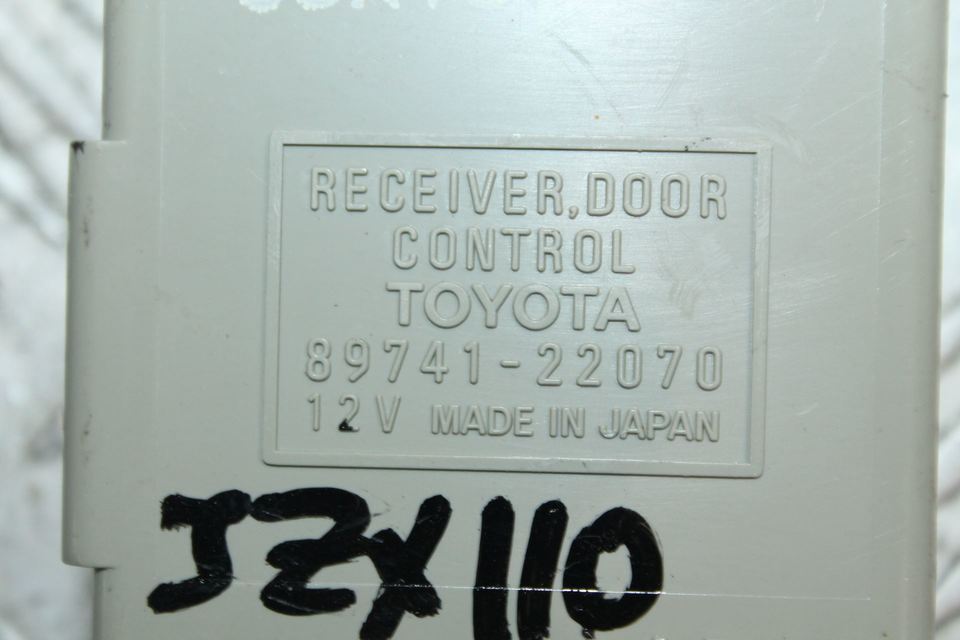 RECEIVER, DOOR
CONTROL
TOYOTA
89741-22070
12V MADE IN JAPAN
JZX110